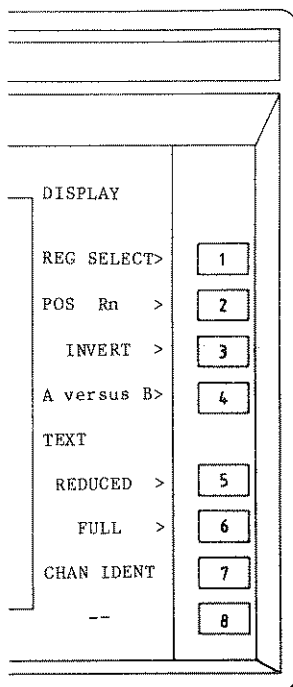 DISPLAY
REG SELECT> 1
POS Rn > 2
INVERT > 3
A versus B> 4
TEXT
REDUCED > 5
FULL > 6
CHAN IDENT 7
-- 8